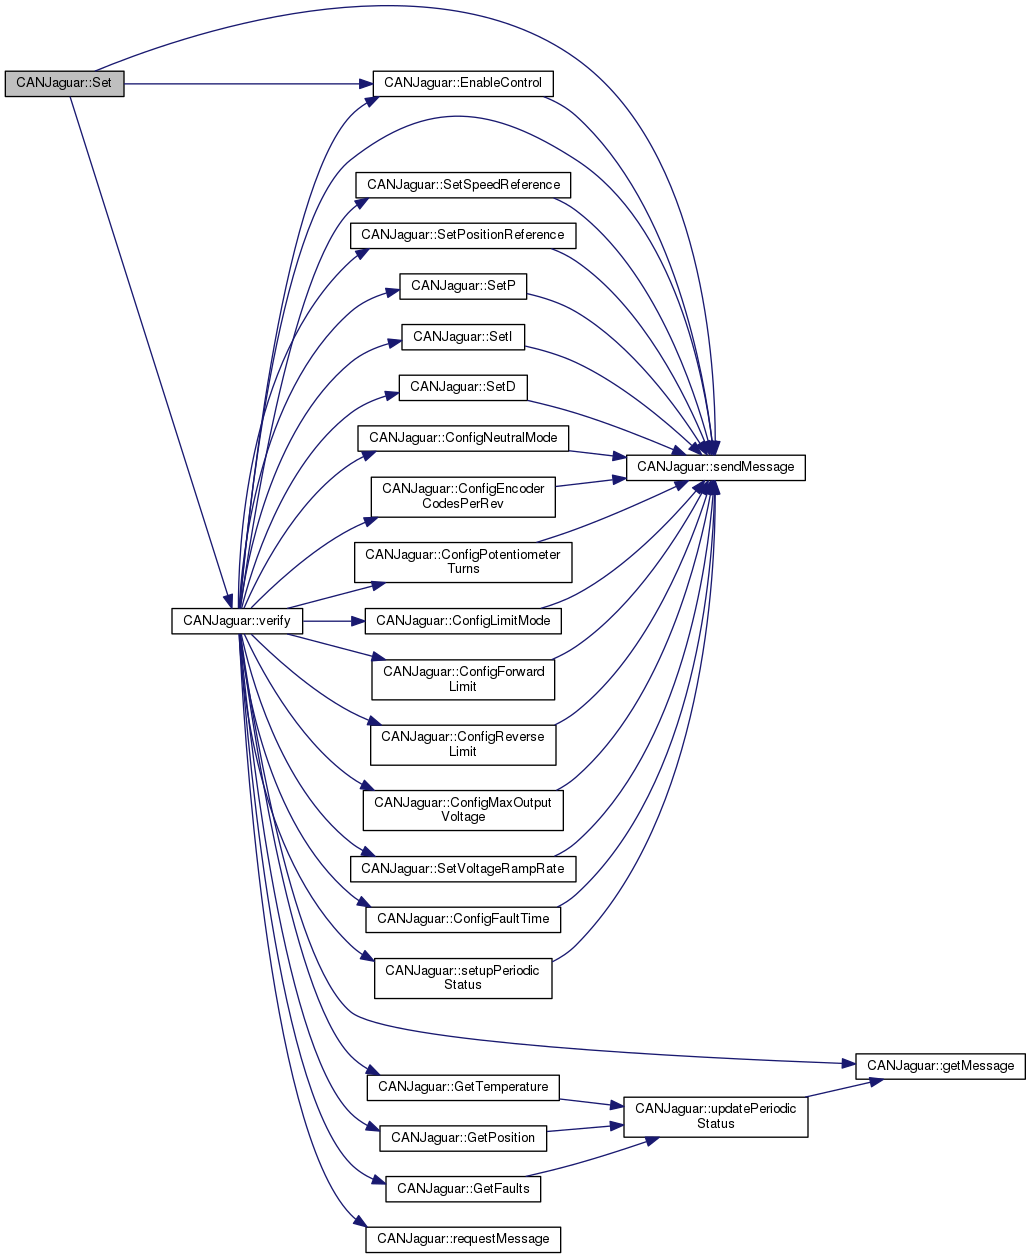 CANJaguar::Set
CANJaguar::EnableControl
CANJaguar::SetSpeedReference
CANJaguar::SetPositionReference
CANJaguar::SetP
CANJaguar::SetI
CANJaguar::SetD
CANJaguar::ConfigNeutralMode
CANJaguar::sendMessage
CANJaguar::ConfigEncoder
CodesPerRev
CANJaguar::ConfigPotentiometer
Turns
CANJaguar::verify
CANJaguar::ConfigLimitMode
CANJaguar::ConfigForward
Limit
CANJaguar::ConfigReverse
Limit
CANJaguar::ConfigMaxOutput
Voltage
CANJaguar::SetVoltageRampRate
CANJaguar::ConfigFaultTime
CANJaguar::setupPeriodic
Status
CANJaguar::getMessage
CANJaguar::GetTemperature
CANJaguar::updatePeriodic
Status
CANJaguar::GetPosition
CANJaguar::GetFaults
CANJaguar::requestMessage